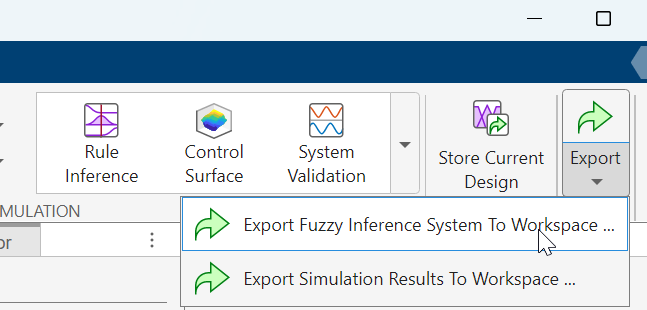 Rule
Inference
Control
Surface
System
Validation
Store Current
Design
Export
MULATION
or
Export Fuzzy Inference System To Workspace ...
Export Simulation Results To Workspace ...